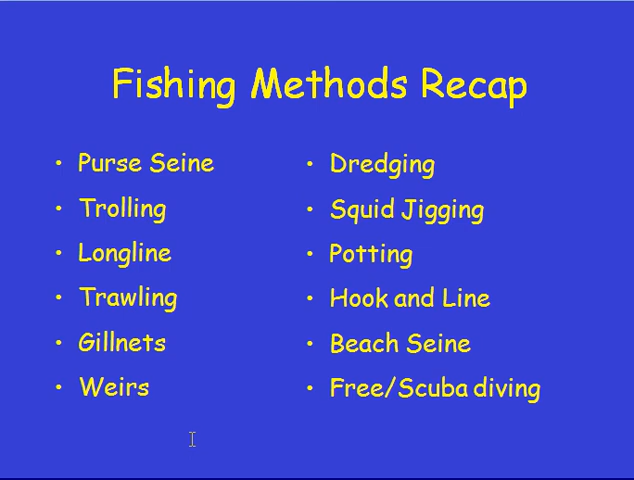 Fishing Methods Recap
• Purse Seine
• Trolling
• Longline
• Trawling
• Gillnets
• Weirs
• Dredging
• Squid Jigging
• Potting
• Hook and Line
• Beach Seine
• Free/Scuba diving